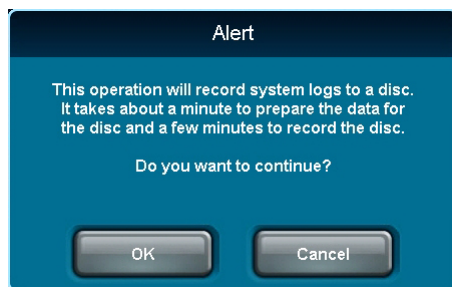 Alert
This operation will record system logs to a disc.
It takes about a minute to prepare the data for
the disc and a few minutes to record the disc.
Do you want to continue?
OK
Cancel